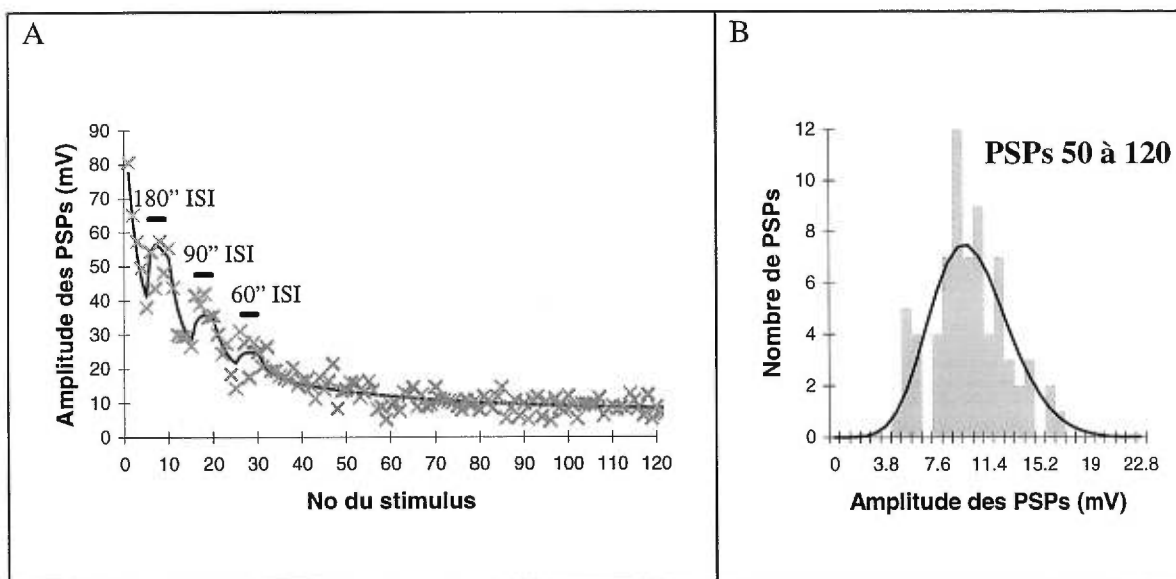 A
Amplitude des PSPs (mV)
90
80
70
60
50
40
30
20
10
0
180” ISI
90” ISI
60” ISI
0 10 20 30 40 50 60 70 80 90 100 110 120
No du stimulus
B
PSPs 50 à 120
Nombre de PSPs
12
10
8
6
4
2
0
0 3.8 7.6 11.4 15.2 19 22.8
Amplitude des PSPs (mV)